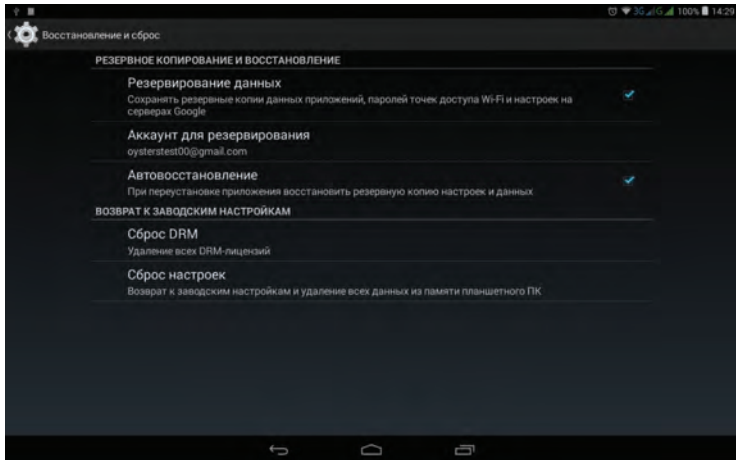 3G G 100% 14:29
Восстановление и сброс
РЕЗЕРВНОЕ КОПИРОВАНИЕ И ВОССТАНОВЛЕНИЕ
Резервирование данных
Сохранять резервные копии данных приложений, паролей точек доступа Wi-Fi и настроек на
серверах Google
Аккаунт для резервирования
oysterstest00@gmail.com
Автовосстановление
При переустановке приложения восстановить резервную копию настроек и данных
ВОЗВРАТ К ЗАВОДСКИМ НАСТРОЙКАМ
Сброс DRM
Удаление всех DRM-лицензий
Сброс настроек
Возврат к заводским настройкам и удаление всех данных из памяти планшетного ПК